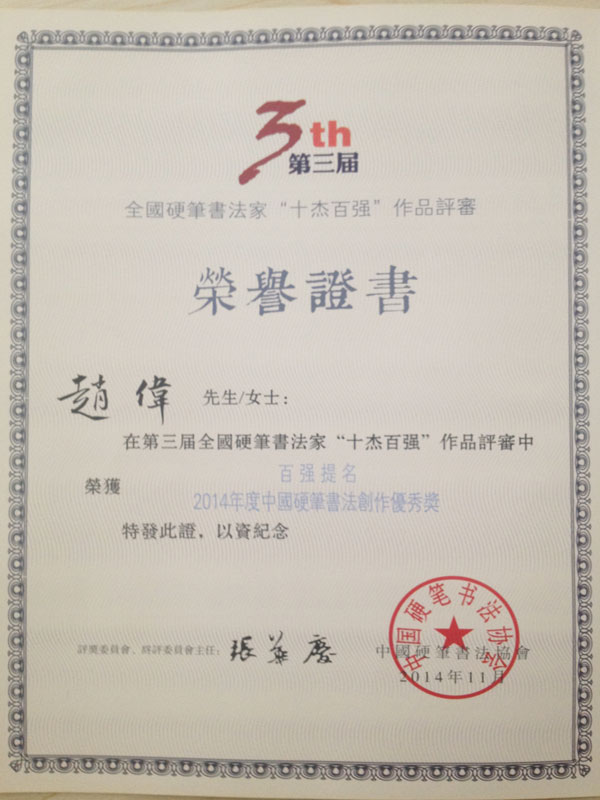 3th
第三届
全國硬筆書法家“十杰百强”作品評審
榮譽證書
趙偉 先生/女士：
在第三届全國硬筆書法家“十杰百强”作品評審中
榮獲
百强提名
2014年度中國硬筆書法創作優秀獎
特發此證，以資紀念
評獎委員會、終評委員會主任：張華慶
中國硬筆書法協會
2014年11月
中国硬笔书法协会